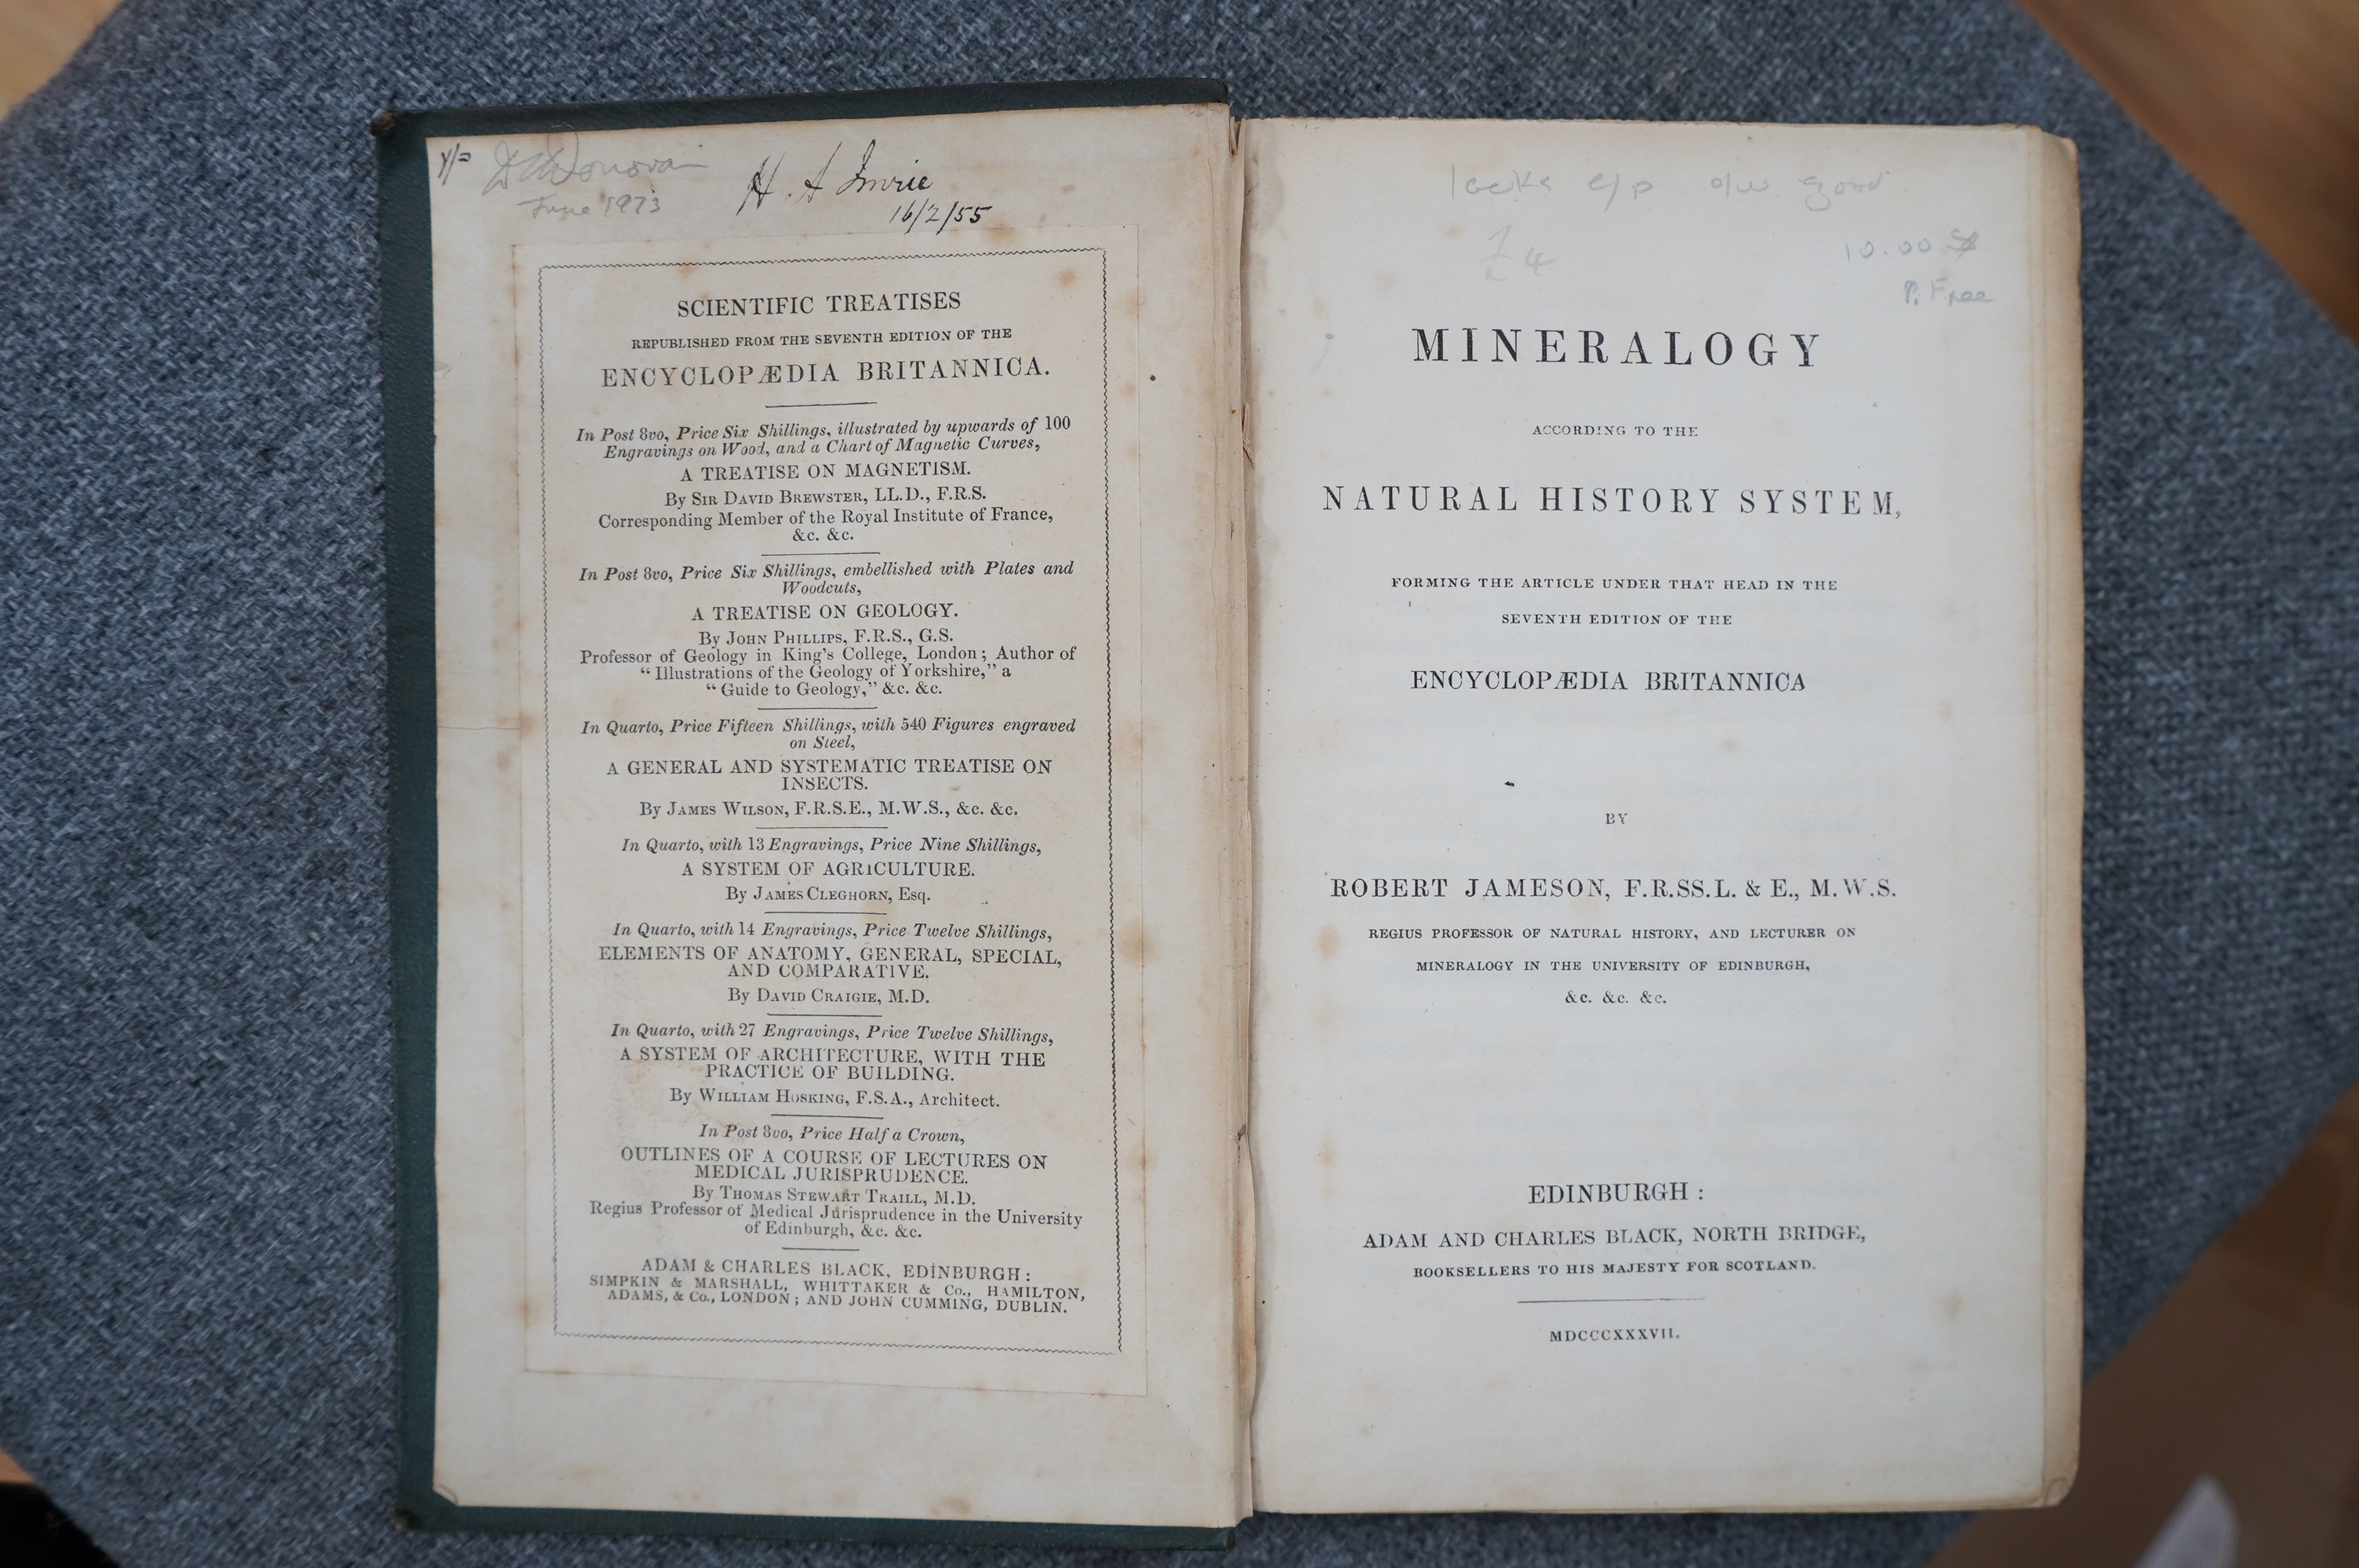 June 1973
H. A Imrie
16/2/55
SCIENTIFIC TREATISES
REPUBLISHED FROM THE SEVENTH EDITION OF THE
ENCYCLOPÆDIA BRITANNICA.
In Post 8vo, Price Six Shillings, illustrated by upwards of 100
Engravings on Wood, and a Chart of Magnetic Curves,
A TREATISE ON MAGNETISM.
By SIR DAVID BREWSTER, LL.D., F.R.S.
Corresponding Member of the Royal Institute of France,
&c. &c.
In Post 8vo, Price Six Shillings, embellished with Plates and
Woodcuts,
A TREATISE ON GEOLOGY.
By JOHN PHILLIPS, F.R.S., G.S.
Professor of Geology in King's College, London; Author of
“Illustrations of the Geology of Yorkshire,” a
“Guide to Geology,” &c. &c.
In Quarto, Price Fifteen Shillings, with 540 Figures engraved
on Steel,
A GENERAL AND SYSTEMATIC TREATISE ON
INSECTS.
By JAMES WILSON, F.R.S.E., M.W.S., &c. &c.
In Quarto, with 13 Engravings, Price Nine Shillings,
A SYSTEM OF AGRICULTURE.
By JAMES CLEGHORN, Esq.
In Quarto, with 14 Engravings, Price Twelve Shillings,
ELEMENTS OF ANATOMY, GENERAL, SPECIAL,
AND COMPARATIVE.
By DAVID CRAIGIE, M.D.
In Quarto, with 27 Engravings, Price Twelve Shillings,
A SYSTEM OF ARCHITECTURE, WITH THE
PRACTICE OF BUILDING.
By WILLIAM HOSKING, F.S.A., Architect.
In Post 8vo, Price Half a Crown,
OUTLINES OF A COURSE OF LECTURES ON
MEDICAL JURISPRUDENCE.
By THOMAS STEWART TRAILL, M.D.
Regius Professor of Medical Jurisprudence in the University
of Edinburgh, &c. &c.
ADAM & CHARLES BLACK, EDINBURGH:
SIMPKIN & MARSHALL, WHITTAKER & Co., HAMILTON,
ADAMS, & Co., LONDON; AND JOHN CUMMING, DUBLIN.
lacks e/p o/w good
£4
10.00
P. Free
MINERALOGY
ACCORDING TO THE
NATURAL HISTORY SYSTEM,
FORMING THE ARTICLE UNDER THAT HEAD IN THE
SEVENTH EDITION OF THE
ENCYCLOPÆDIA BRITANNICA
BY
ROBERT JAMESON, F.R.SS.L. & E., M.W.S.
REGIUS PROFESSOR OF NATURAL HISTORY, AND LECTURER ON
MINERALOGY IN THE UNIVERSITY OF EDINBURGH,
&c. &c. &c.
EDINBURGH:
ADAM AND CHARLES BLACK, NORTH BRIDGE,
BOOKSELLERS TO HIS MAJESTY FOR SCOTLAND.
MDCCCXXXVII.